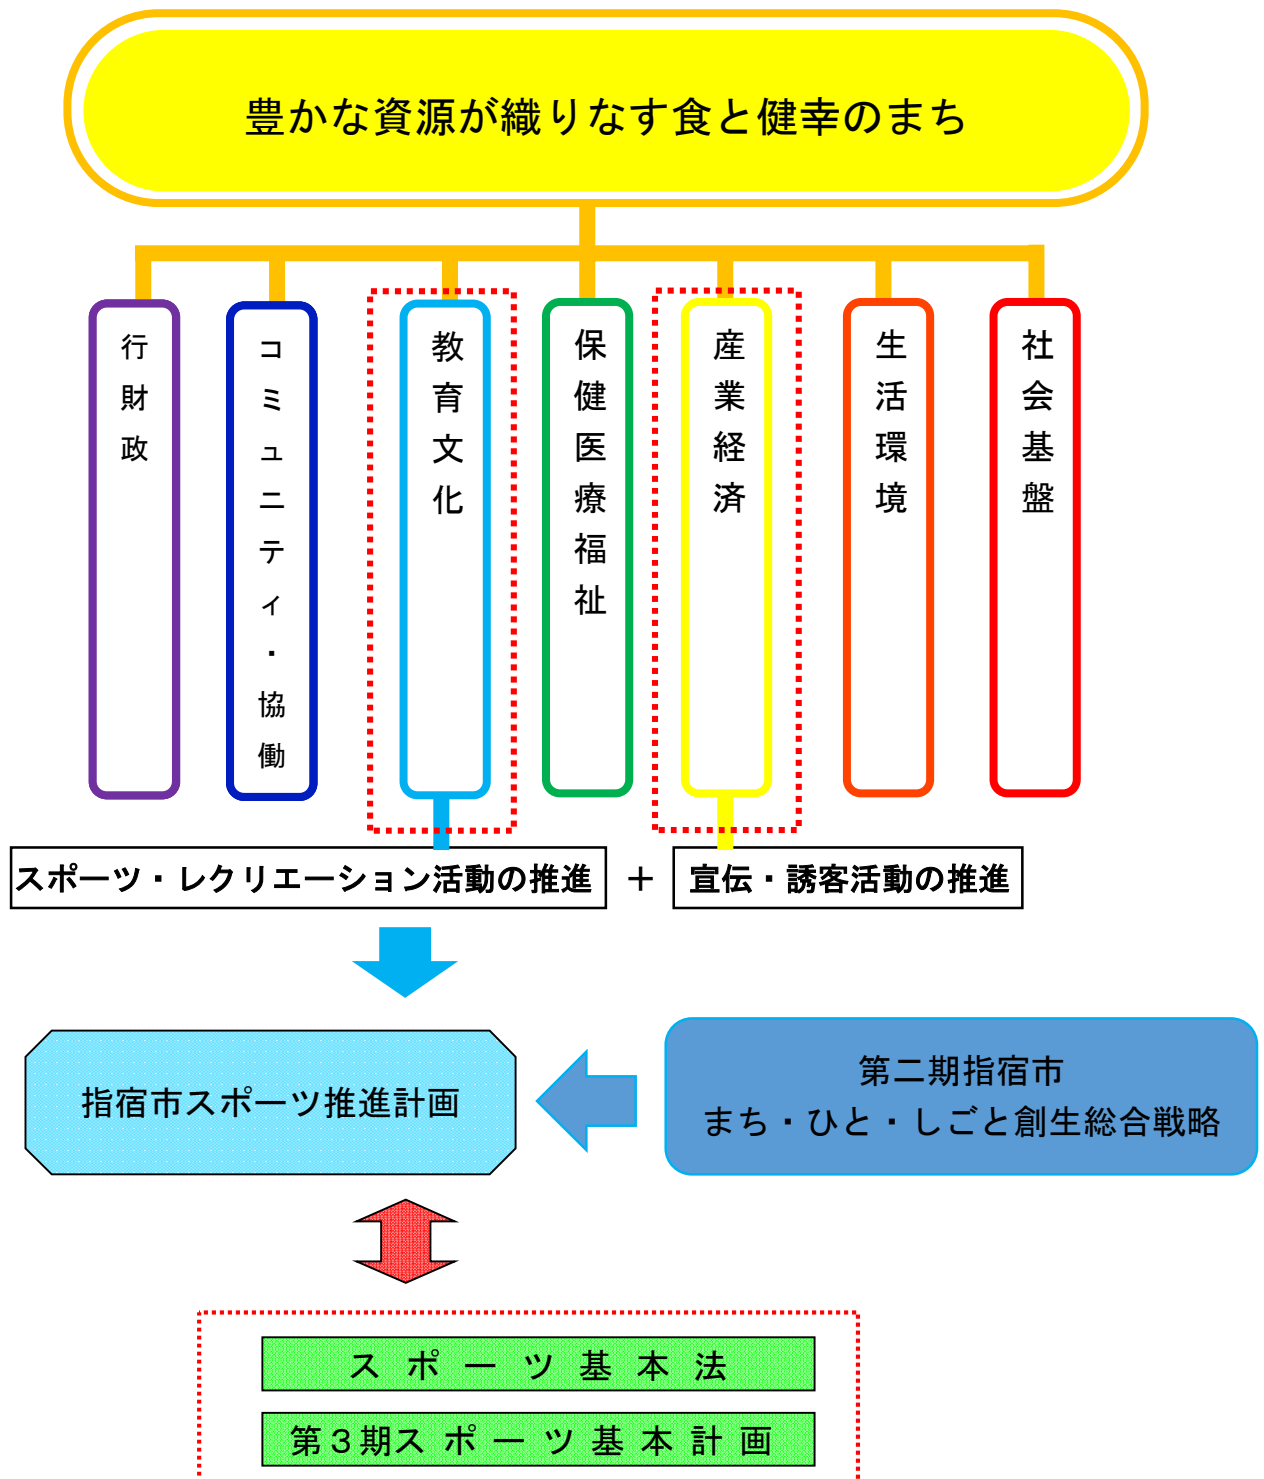 豊かな資源が織りなす食と健幸のまち
行財政
コミュニティ・協働
教育文化
保健医療福祉
産業経済
生活環境
社会基盤
スポーツ・レクリエーション活動の推進 ＋ 宣伝・誘客活動の推進
指宿市スポーツ推進計画
第二期指宿市
まち・ひと・しごと創生総合戦略
スポーツ基本法
第３期スポーツ基本計画